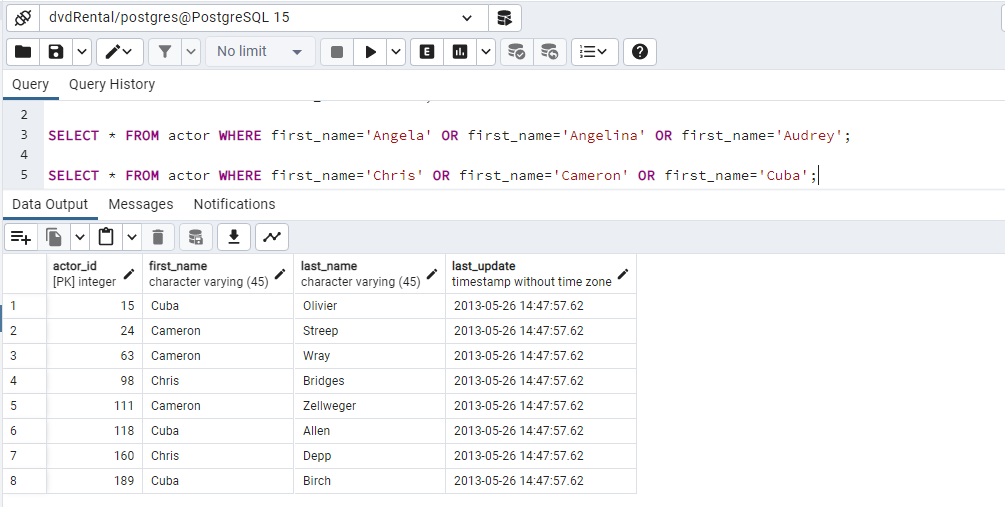 dvdRental/postgres@PostgreSQL 15
No limit
E
Query Query History
2
3 SELECT * FROM actor WHERE first_name='Angela' OR first_name='Angelina' OR first_name='Audrey';
4
5 SELECT * FROM actor WHERE first_name='Chris' OR first_name='Cameron' OR first_name='Cuba';
Data Output Messages Notifications
actor_id first_name last_name last_update
[PK] integer character varying (45) character varying (45) timestamp without time zone
1 15 Cuba Olivier 2013-05-26 14:47:57.62
2 24 Cameron Streep 2013-05-26 14:47:57.62
3 63 Cameron Wray 2013-05-26 14:47:57.62
4 98 Chris Bridges 2013-05-26 14:47:57.62
5 111 Cameron Zellweger 2013-05-26 14:47:57.62
6 118 Cuba Allen 2013-05-26 14:47:57.62
7 160 Chris Depp 2013-05-26 14:47:57.62
8 189 Cuba Birch 2013-05-26 14:47:57.62